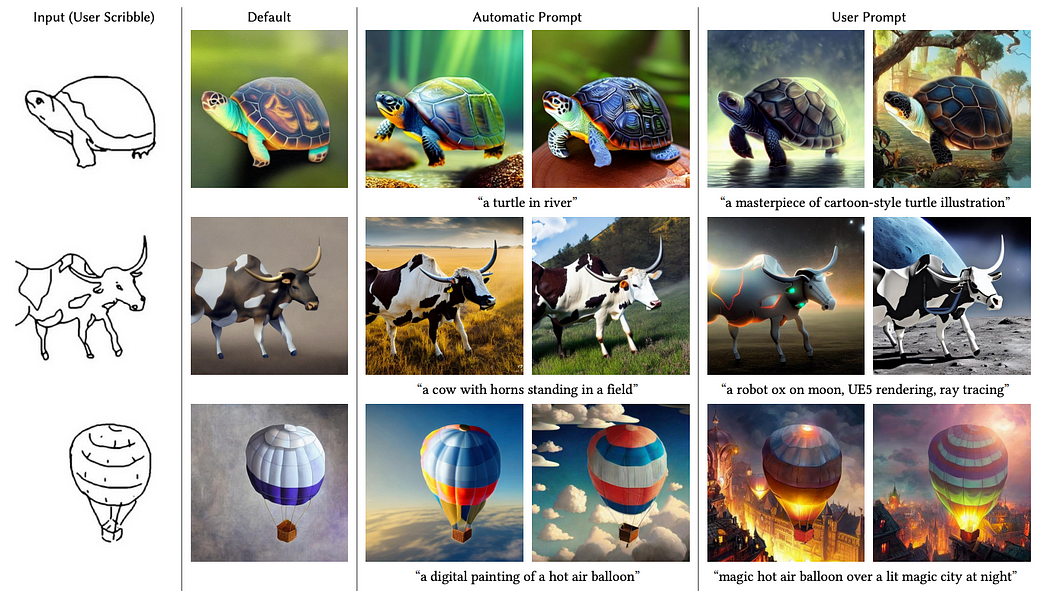 Input (User Scribble)
Default
Automatic Prompt
User Prompt
“a turtle in river”
“a masterpiece of cartoon-style turtle illustration”
“a cow with horns standing in a field”
“a robot ox on moon, UE5 rendering, ray tracing”
“a digital painting of a hot air balloon”
“magic hot air balloon over a lit magic city at night”